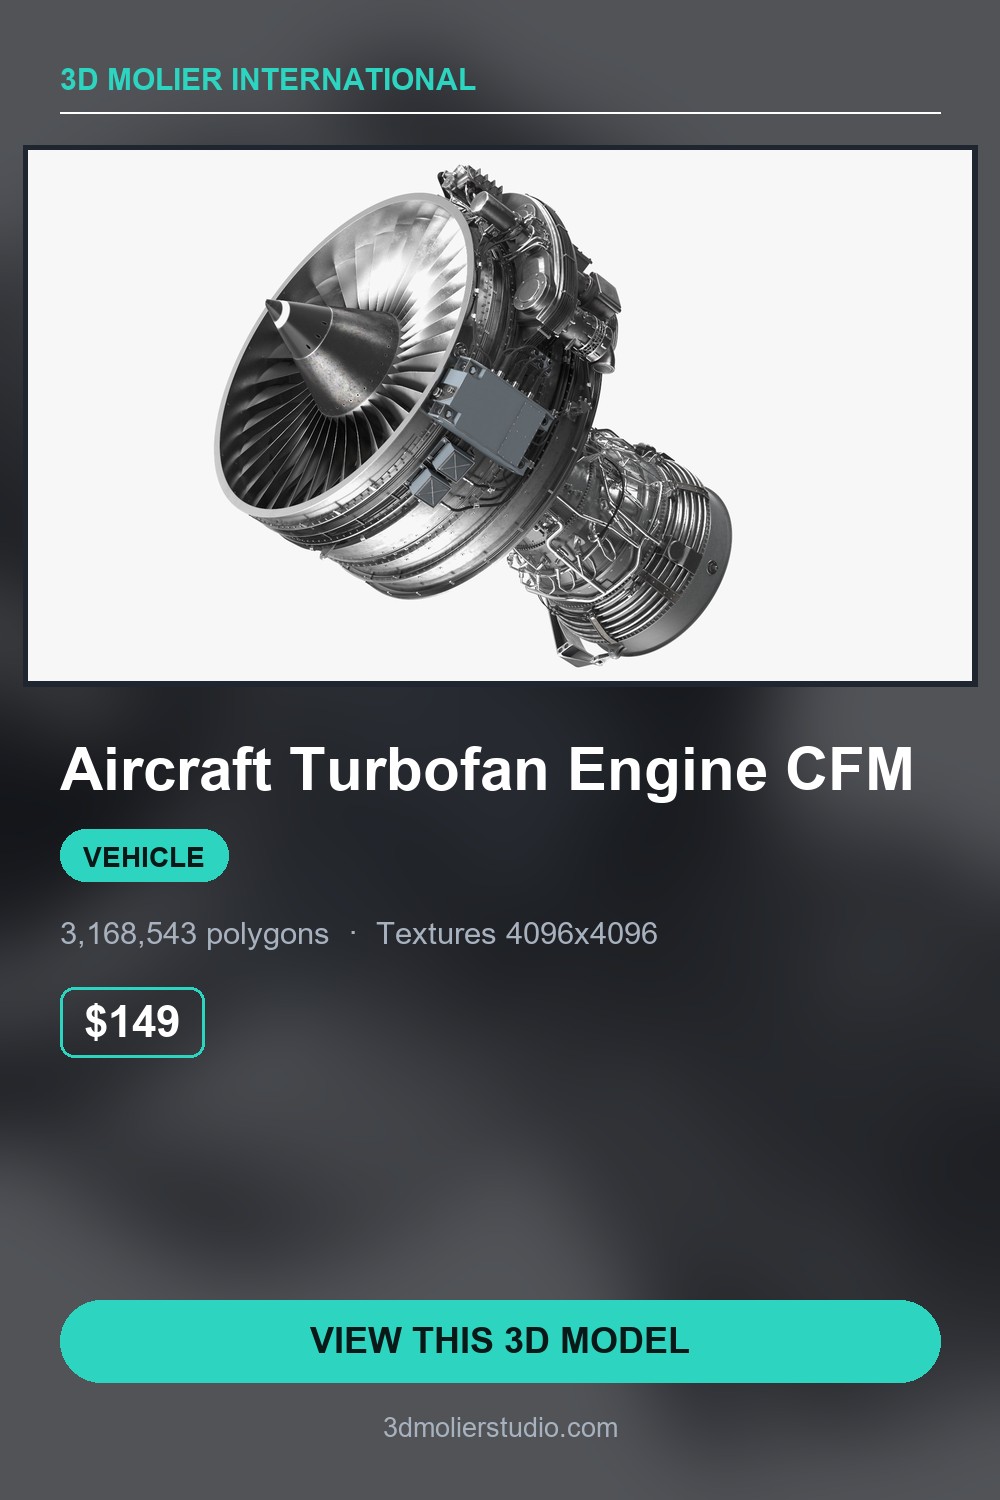 3D MOLIER INTERNATIONAL
Aircraft Turbofan Engine CFM
VEHICLE
3,168,543 polygons · Textures 4096x4096
$149
VIEW THIS 3D MODEL
3dmolierstudio.com